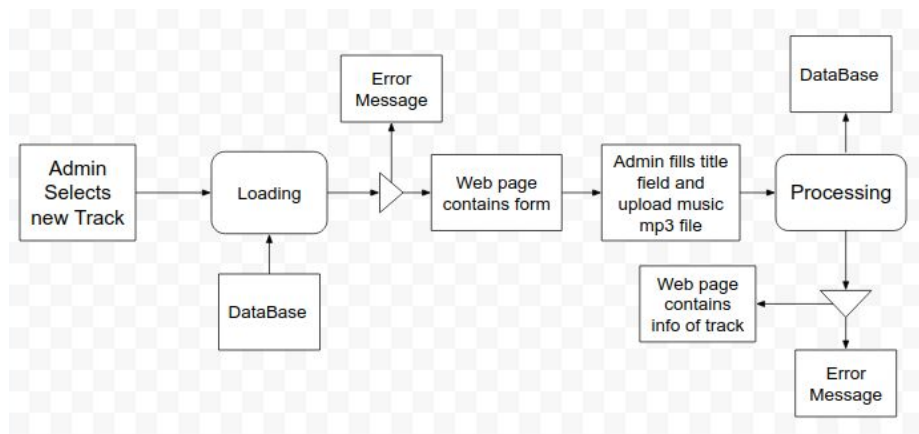 Error
Message
DataBase
Admin
Selects
new Track
Loading
Web page
contains form
Admin fills title
field and
upload music
mp3 file
Processing
DataBase
Web page
contains
info of track
Error
Message